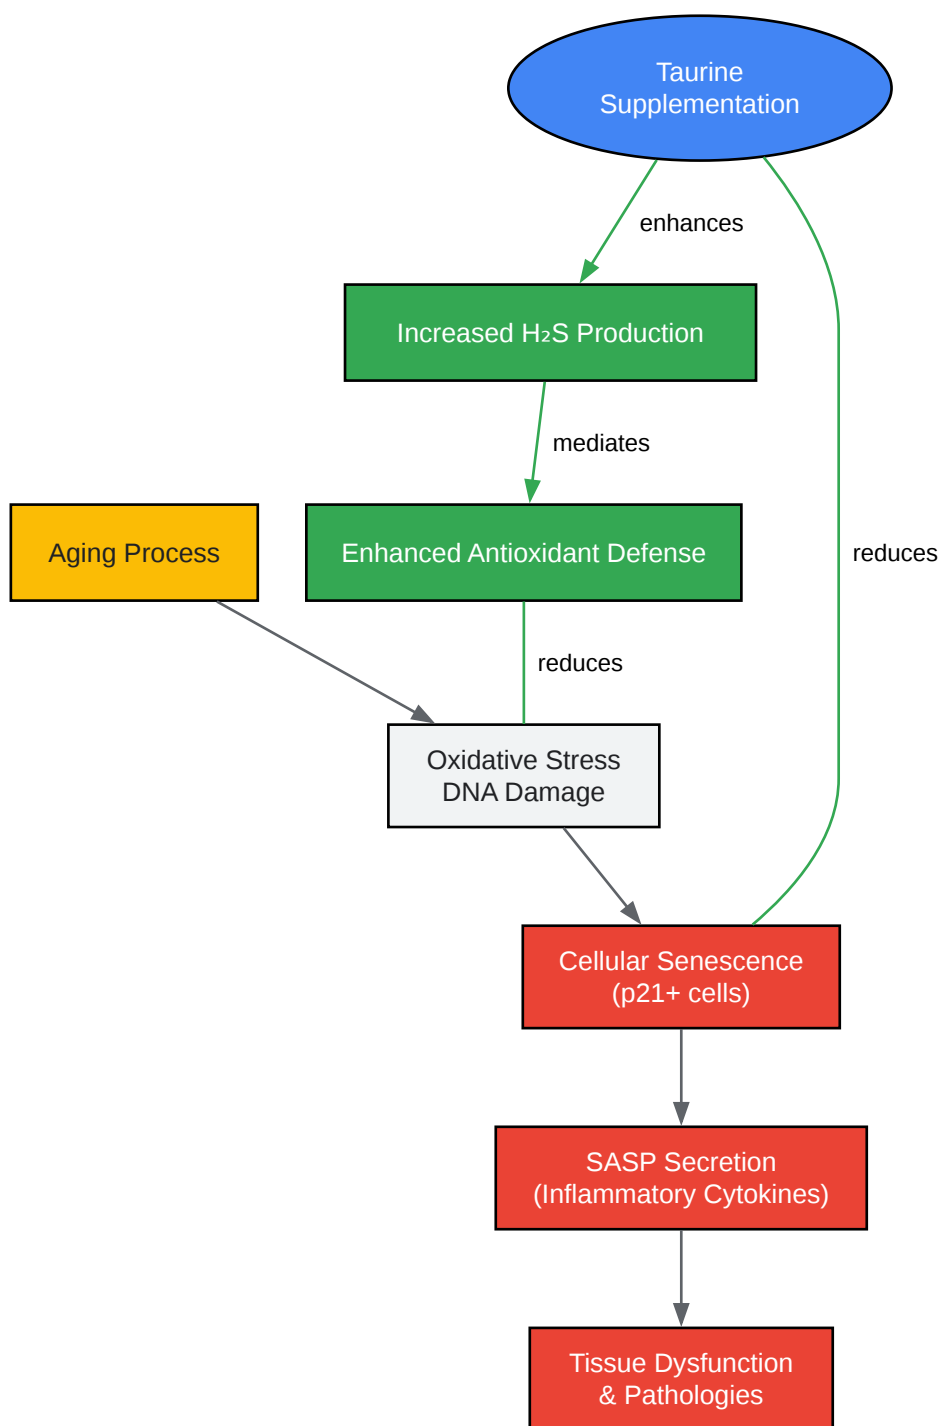 Taurine
Supplementation
enhances
Increased H₂S Production
mediates
Aging Process
Enhanced Antioxidant Defense
reduces
reduces
Oxidative Stress
DNA Damage
Cellular Senescence
(p21+ cells)
SASP Secretion
(Inflammatory Cytokines)
Tissue Dysfunction
& Pathologies